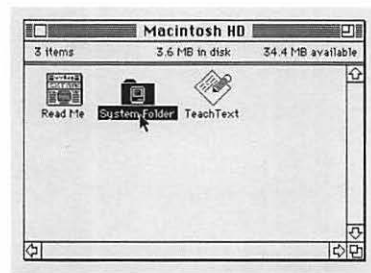 Macintosh HD
3 items 3.6 MB in disk 34.4 MB available
Read Me System Folder TeachText